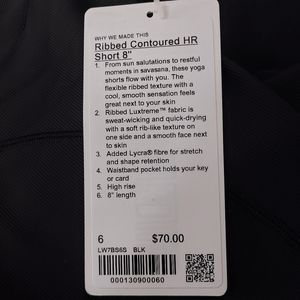 WHY WE MADE THIS
Ribbed Contoured HR
Short 8"
1. From sun salutations to restful
moments in savasana, these yoga
shorts flow with you. The
flexible ribbed texture with a
cool, smooth sensation feels
great next to your skin
2. Ribbed Luxtreme™ fabric is
sweat-wicking and quick-drying
with a soft rib-like texture on
one side and a smooth face next
to skin
3. Added Lycra® fibre for stretch
and shape retention
4. Waistband pocket holds your key
or card
5. High rise
6. 8" length
6 $70.00
LW7BS6S BLK
000130900060